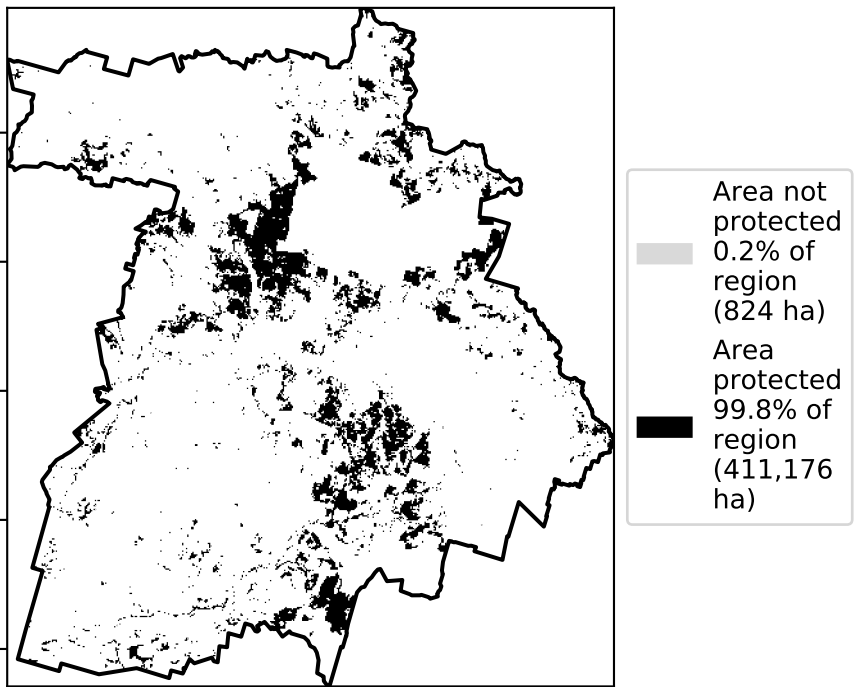 Area not
protected
0.2% of
region
(824 ha)
Area
protected
99.8% of
region
(411,176
ha)